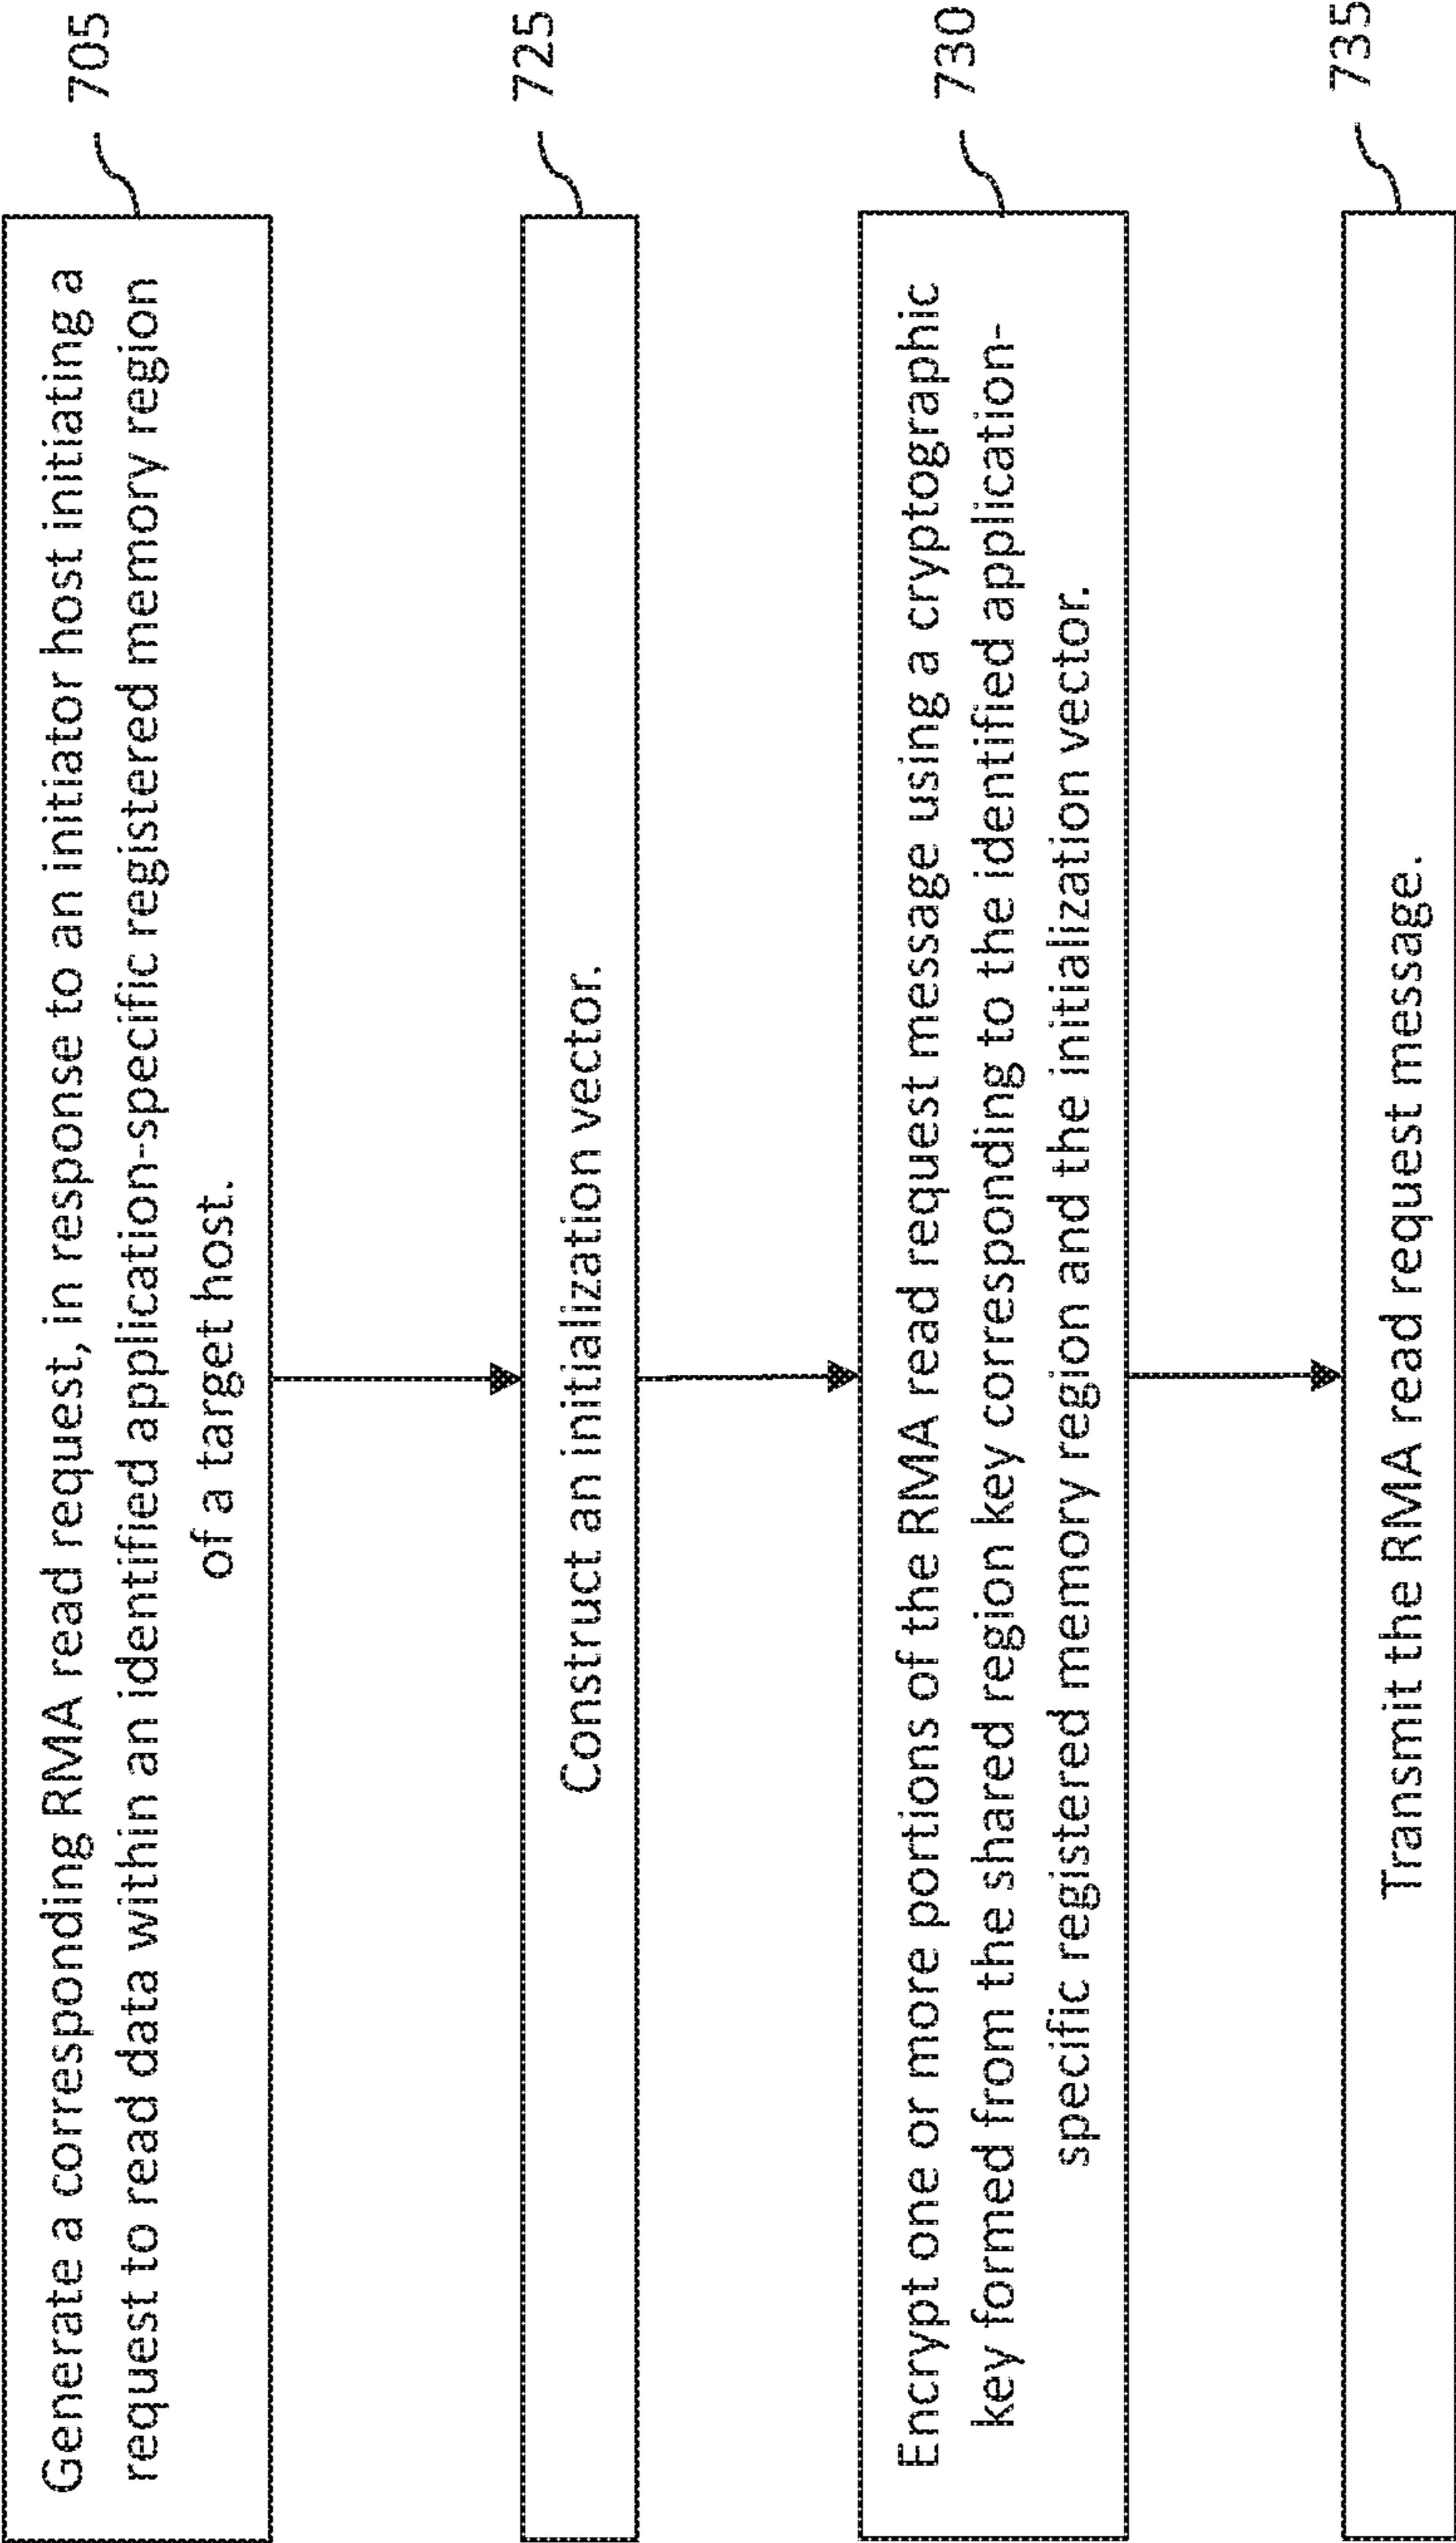 Generate a corresponding RMA read request, in response to an initiator host initiating a
request to read data within an identified application-specific registered memory region
of a target host.
705
Construct an initialization vector.
725
Encrypt one or more portions of the RMA read request message using a cryptographic
key formed from the shared region key corresponding to the identified application-
specific registered memory region and the initialization vector.
730
Transmit the RMA read request message.
735